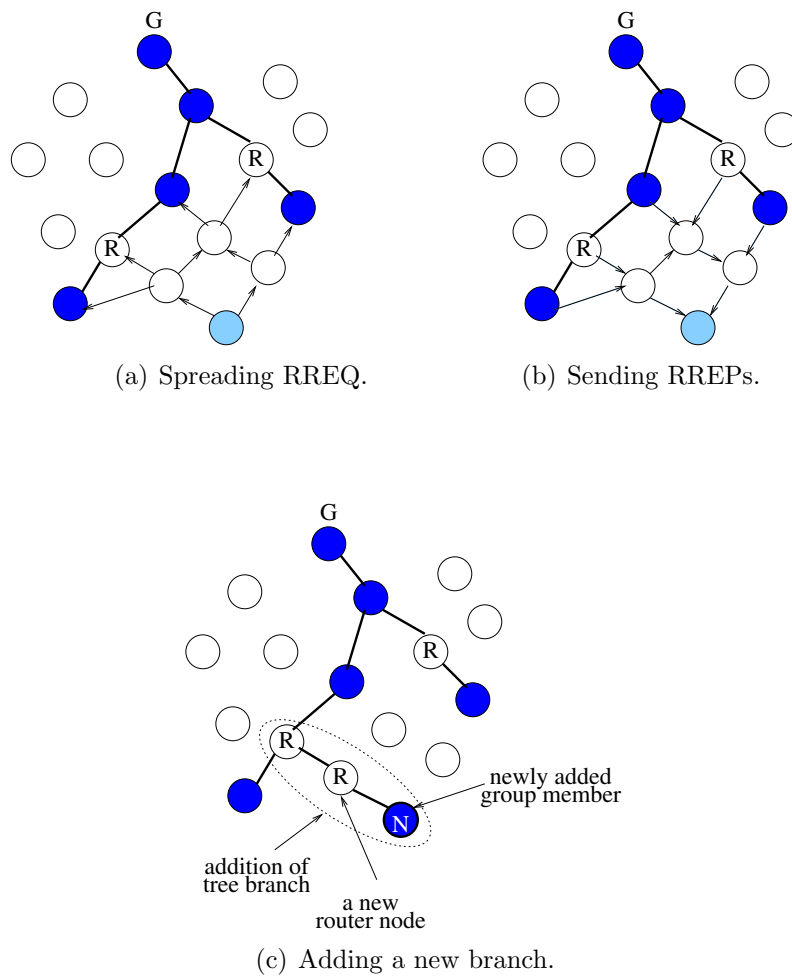 G
R
R
(a) Spreading RREQ.
G
R
R
(b) Sending RREPs.
G
R
R
R
N
newly added
group member
addition of
tree branch
a new
router node
(c) Adding a new branch.